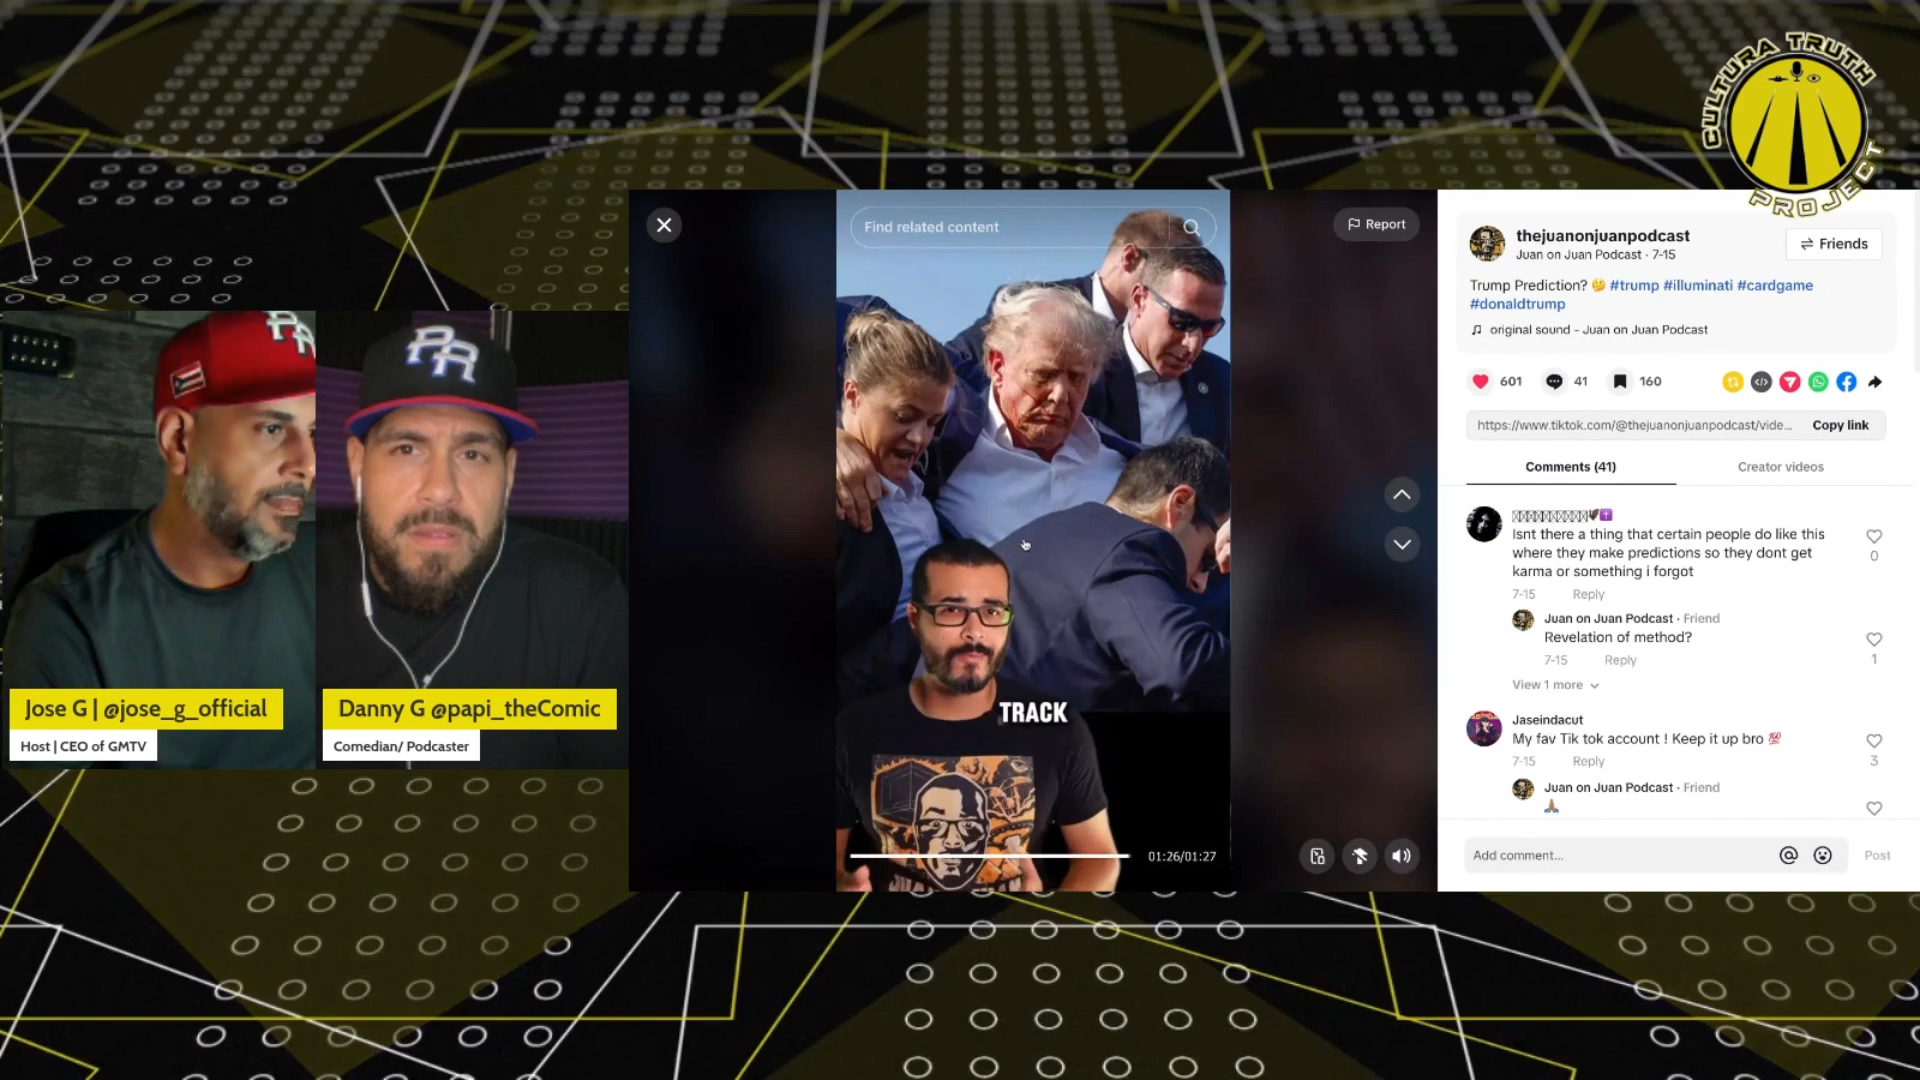 CULTURA TRUTH
PROJECT
Find related content
Report
thejuanonjuanpodcast
Juan on Juan Podcast · 7-15
Friends
Trump Prediction? 🤔 #trump #illuminati #cardgame
#donaldtrump
original sound - Juan on Juan Podcast
601
41
160
https://www.tiktok.com/@thejuanonjuanpodcast/vide...
Copy link
Comments (41)
Creator videos
Isnt there a thing that certain people do like this
where they make predictions so they dont get
karma or something i forgot
0
7-15
Reply
Juan on Juan Podcast · Friend
Revelation of method?
7-15
Reply
1
View 1 more
Jaseindacut
My fav Tik tok account ! Keep it up bro 💯
7-15
Reply
3
Juan on Juan Podcast · Friend
🙏🏽
Add comment...
Post
PR
PR
Jose G | @jose_g_official
Host | CEO of GMTV
Danny G @papi_theComic
Comedian/ Podcaster
TRACK
01:26/01:27